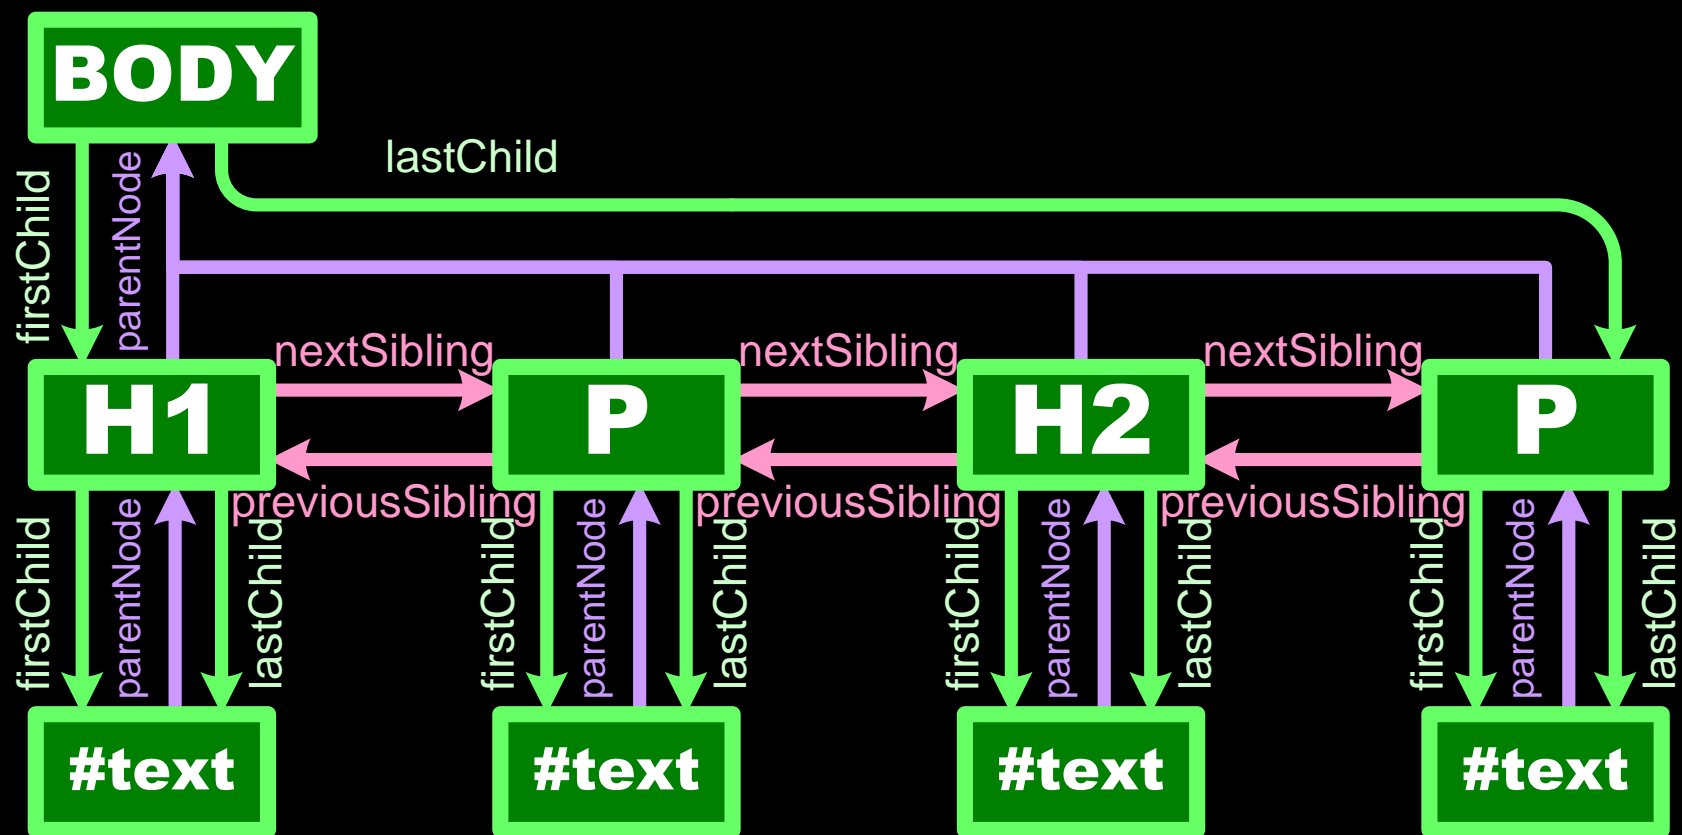 BODY
lastChild
firstChild
parentNode
nextSibling
nextSibling
nextSibling
H1
P
H2
P
previousSibling
previousSibling
previousSibling
firstChild
parentNode
lastChild
firstChild
parentNode
lastChild
firstChild
parentNode
lastChild
firstChild
parentNode
lastChild
#text
#text
#text
#text